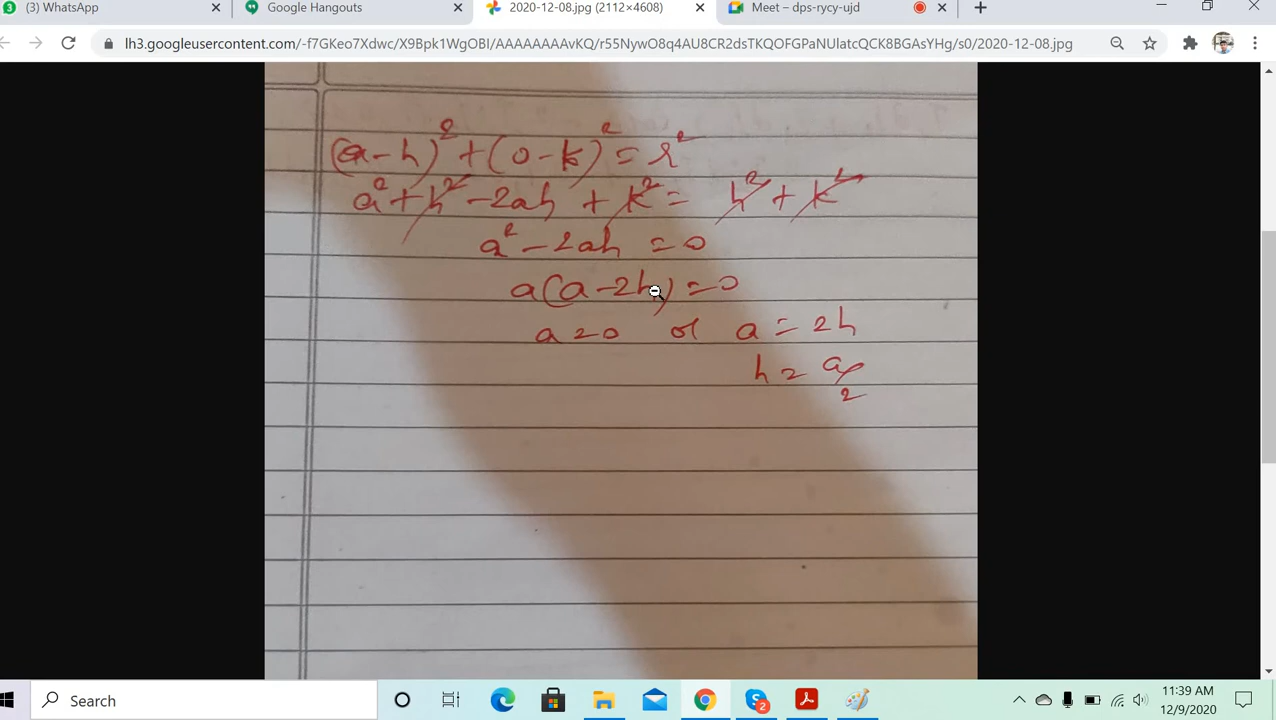 (3) WhatsApp
Google Hangouts
2020-12-08.jpg (2112×4608)
Meet – dps-rycy-ujd
lh3.googleusercontent.com/-f7GKeo7Xdwc/X9Bpk1WgOBI/AAAAAAAAvKQ/r55NywO8q4AU8CR2dsTKQOFGPaNUlatcQCK8BGAsYHg/s0/2020-12-08.jpg
(a-h)² + (0-k)² = r²
a² + h² - 2ah + k² = h² + k²
a² - 2ah = 0
a(a-2h) = 0
a = 0 or a = 2h
h = a/2
Search
2
11:39 AM
12/9/2020